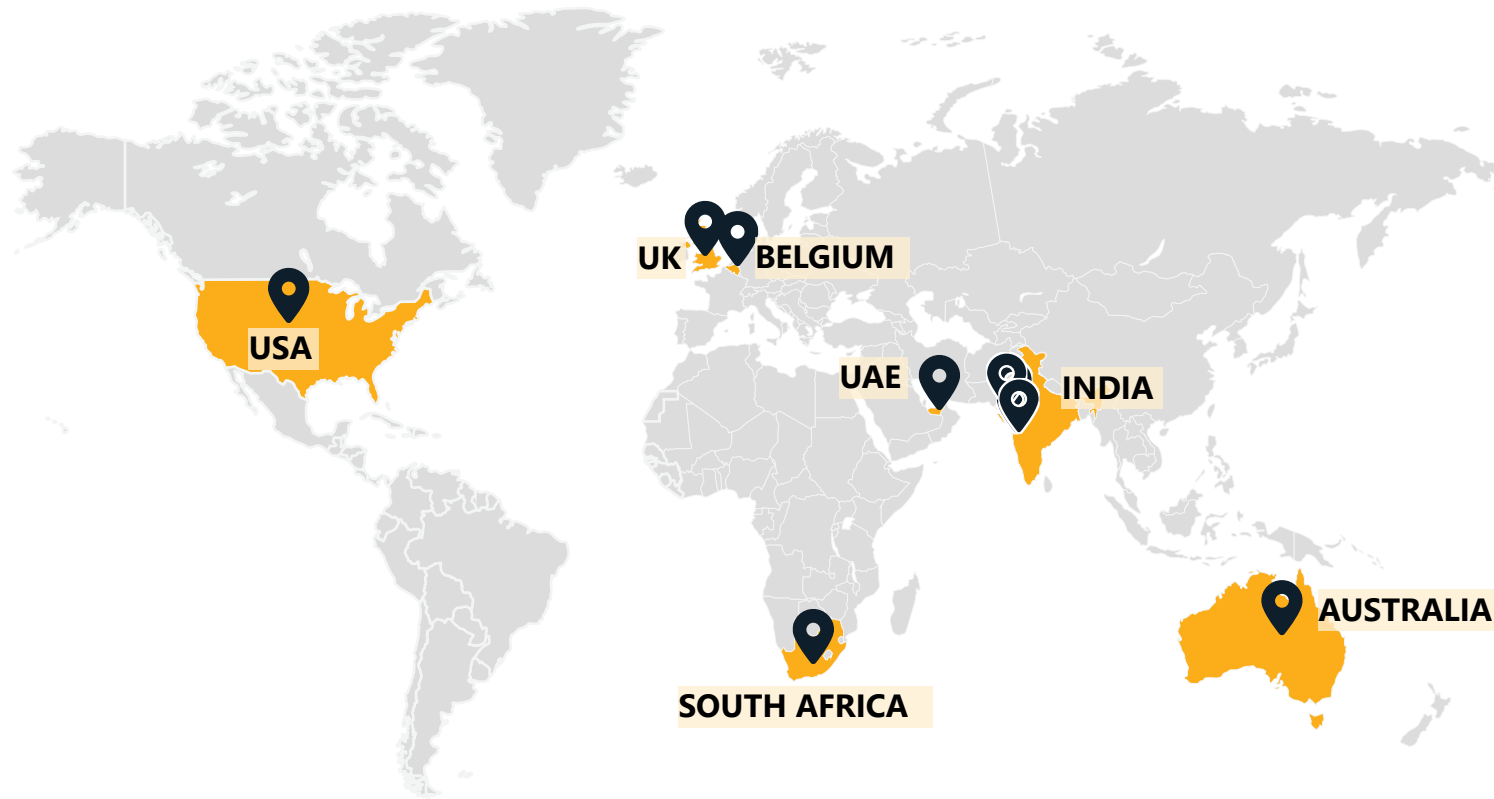 UK
BELGIUM
USA
UAE
INDIA
AUSTRALIA
SOUTH AFRICA